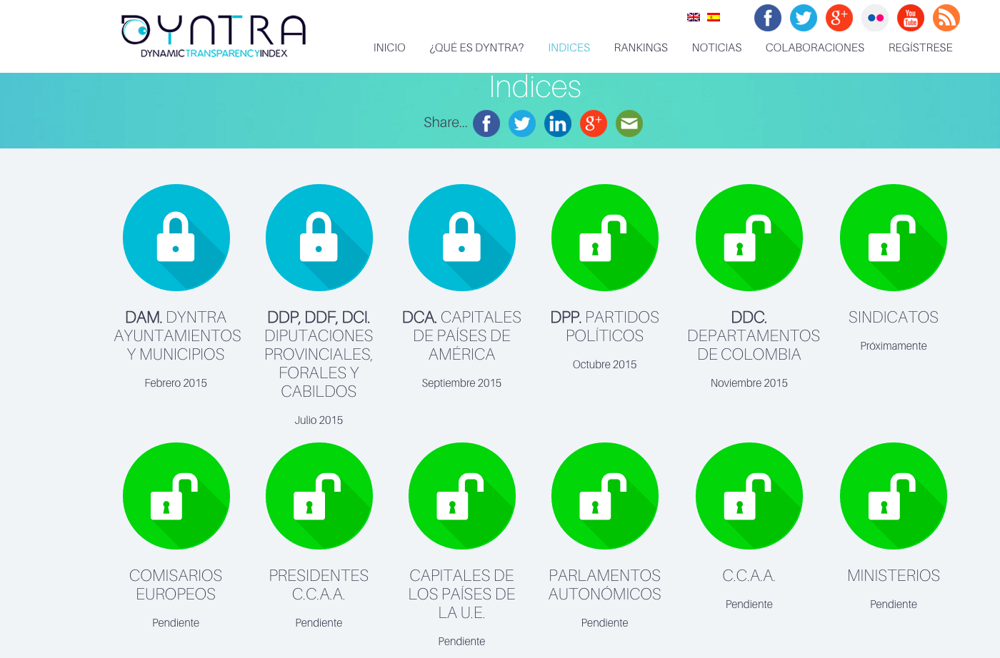 DYNTRA
DYNAMICTRANSPARENCYINDEX
g+
You
Tube
INICIO ¿QUÉ ES DYNTRA? INDICES RANKINGS NOTICIAS COLABORACIONES REGÍSTRESE
Indices
Share... f in g+
DAM. DYNTRA
AYUNTAMIENTOS
Y MUNICIPIOS
Febrero 2015
DDP, DDF, DCI.
DIPUTACIONES
PROVINCIALES,
FORALES Y
CABILDOS
Julio 2015
DCA. CAPITALES
DE PAÍSES DE
AMÉRICA
Septiembre 2015
DPP. PARTIDOS
POLÍTICOS
Octubre 2015
DDC.
DEPARTAMENTOS
DE COLOMBIA
Noviembre 2015
SINDICATOS
Próximamente
COMISARIOS
EUROPEOS
Pendiente
PRESIDENTES
C.C.A.A.
Pendiente
CAPITALES DE
LOS PAÍSES DE
LA U.E.
Pendiente
PARLAMENTOS
AUTONÓMICOS
Pendiente
C.C.A.A.
Pendiente
MINISTERIOS
Pendiente